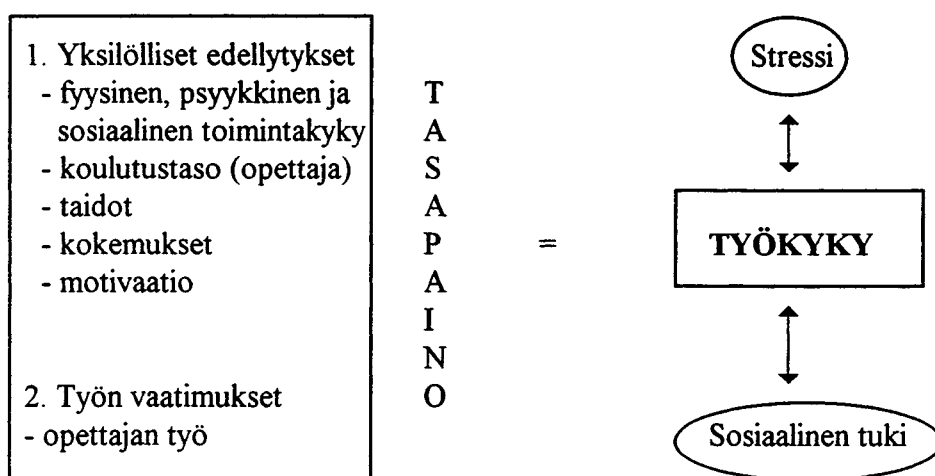 1. Yksilölliset edellytykset
- fyysinen, psyykkinen ja
sosiaalinen toimintakyky
- koulutustaso (opettaja)
- taidot
- kokemukset
- motivaatio
2. Työn vaatimukset
- opettajan työ
T
A
S
A
P
A
I
N
O
=
Stressi
TYÖKYKY
Sosiaalinen tuki